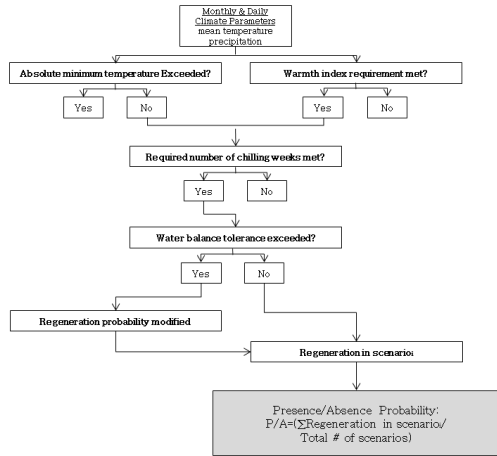 Monthly & Daily
Climate Parameters
mean temperature
precipitation
Absolute minimum temperature Exceeded?
Warmth index requirement met?
Yes
No
Yes
No
Required number of chilling weeks met?
Yes
No
Water balance tolerance exceeded?
Yes
No
Regeneration probability modified
Regeneration in scenarioᵢ
Presence/Absence Probability:
P/A=(∑Regeneration in scenarioᵢ/
Total # of scenarios)